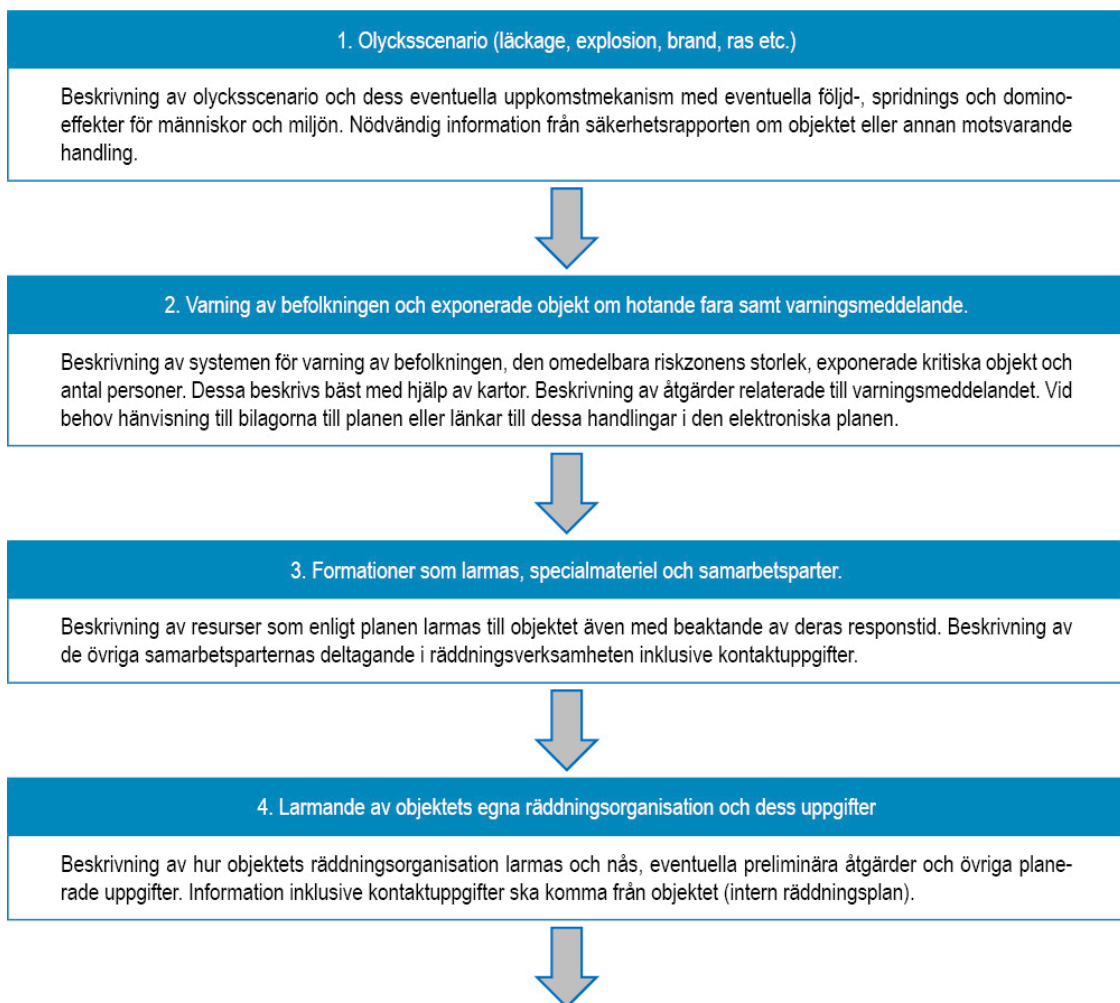 1. Olycksscenario (läckage, explosion, brand, ras etc.)
Beskrivning av olycksscenario och dess eventuella uppkomstmekanism med eventuella följd-, spridnings och domino-
effekter för människor och miljön. Nödvändig information från säkerhetsrapporten om objektet eller annan motsvarande
handling.
2. Varning av befolkningen och exponerade objekt om hotande fara samt varningsmeddelande.
Beskrivning av systemen för varning av befolkningen, den omedelbara riskzonens storlek, exponerade kritiska objekt och
antal personer. Dessa beskrivs bäst med hjälp av kartor. Beskrivning av åtgärder relaterade till varningsmeddelandet. Vid
behov hänvisning till bilagorna till planen eller länkar till dessa handlingar i den elektroniska planen.
3. Formationer som larmas, specialmateriel och samarbetsparter.
Beskrivning av resurser som enligt planen larmas till objektet även med beaktande av deras responstid. Beskrivning av
de övriga samarbetsparternas deltagande i räddningsverksamheten inklusive kontaktuppgifter.
4. Larmande av objektets egna räddningsorganisation och dess uppgifter
Beskrivning av hur objektets räddningsorganisation larmas och nås, eventuella preliminära åtgärder och övriga plane-
rade uppgifter. Information inklusive kontaktuppgifter ska komma från objektet (intern räddningsplan).